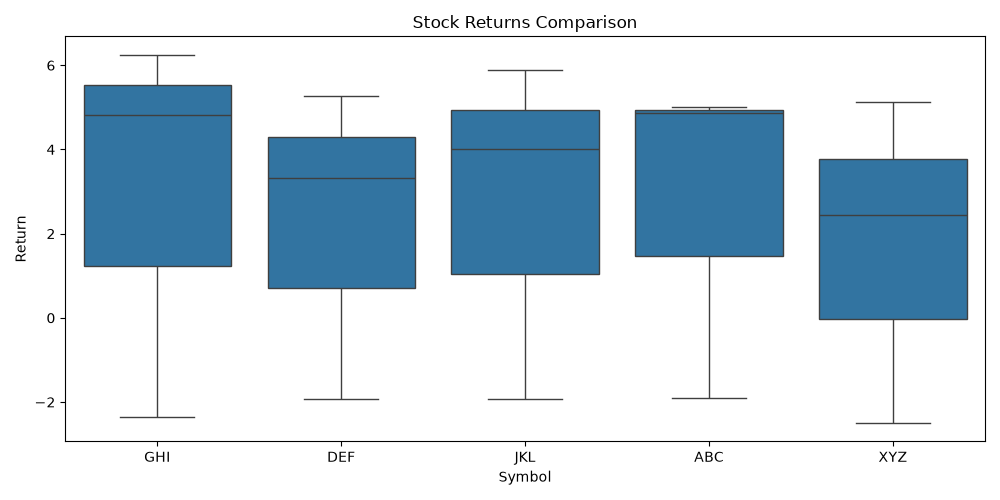 Stock Returns Comparison
6
4
2
0
−2
Return
GHI DEF JKL ABC XYZ
Symbol